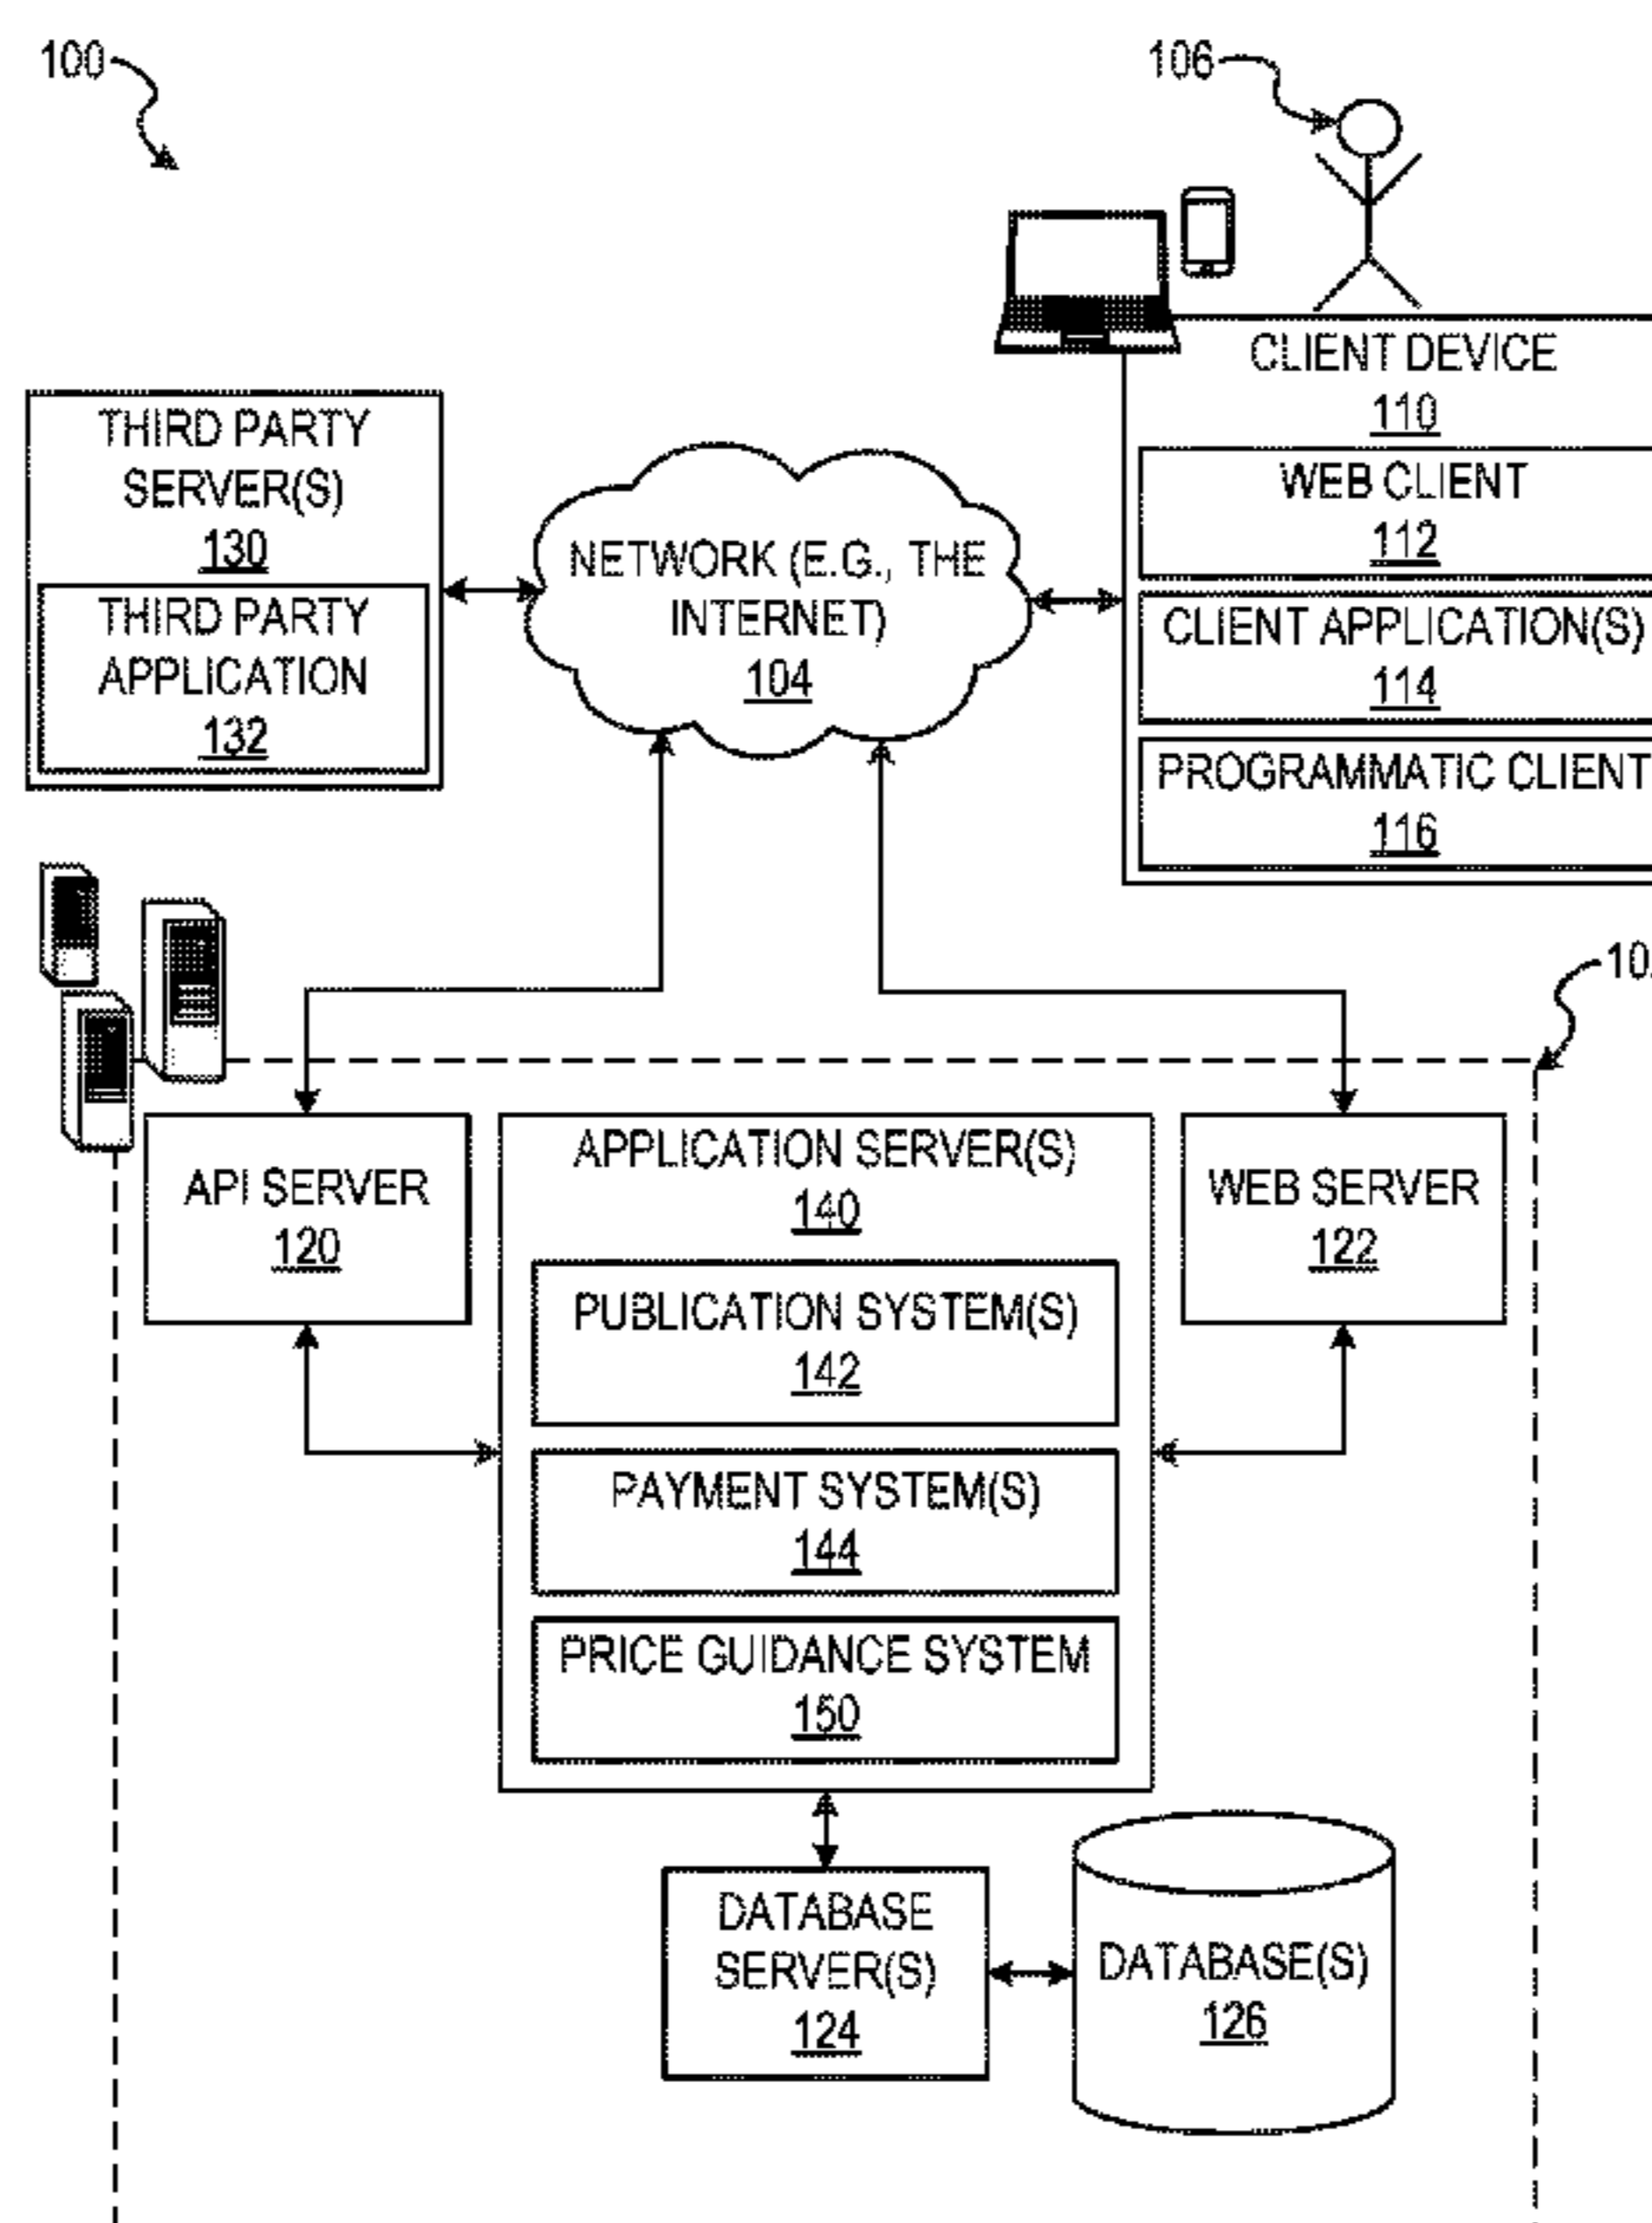 100
106
CLIENT DEVICE
110
WEB CLIENT
112
CLIENT APPLICATION(S)
114
PROGRAMMATIC CLIENT
116
THIRD PARTY
SERVER(S)
130
THIRD PARTY
APPLICATION
132
NETWORK (E.G., THE
INTERNET)
104
API SERVER
120
APPLICATION SERVER(S)
140
PUBLICATION SYSTEM(S)
142
PAYMENT SYSTEM(S)
144
PRICE GUIDANCE SYSTEM
150
WEB SERVER
122
DATABASE
SERVER(S)
124
DATABASE(S)
126